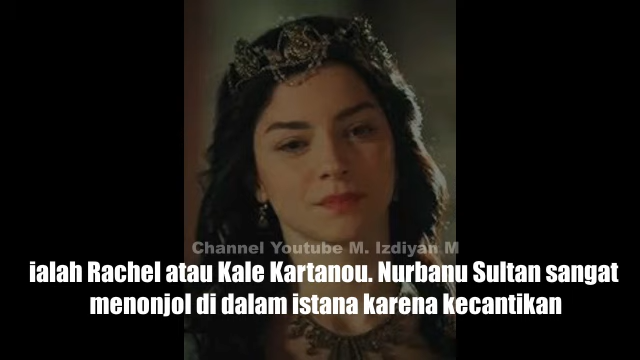 Channel Youtube M. Izdiyan M
ialah Rachel atau Kale Kartanou. Nurbanu Sultan sangat
menonjol di dalam istana karena kecantikan